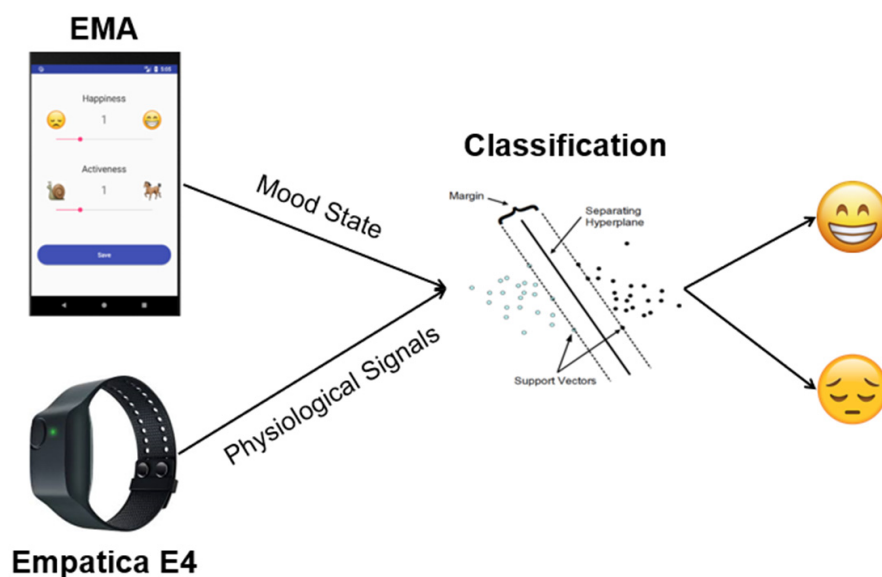 EMA
Happiness
1
Activeness
1
Save
Mood State
Physiological Signals
Empatica E4
Classification
Margin
Separating
Hyperplane
Support Vectors